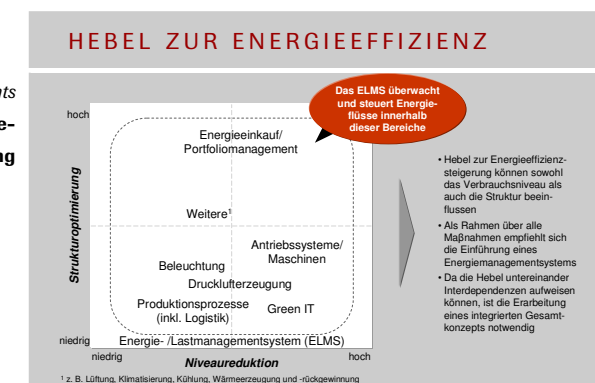 HEBEL ZUR ENERGIEEFFIZIENZ
nts
e-
ng
Das ELMS überwacht
und steuert Energie-
flüsse innerhalb
dieser Bereiche
hoch
Energieeinkauf/
Portfoliomanagement
Strukturoptimierung
Weitere¹
Antriebssysteme/
Maschinen
Beleuchtung
Drucklufterzeugung
Produktionsprozesse
(inkl. Logistik)
Green IT
niedrig
Energie- /Lastmanagementsystem (ELMS)
niedrig
hoch
Niveaureduktion
¹ z. B. Lüftung, Klimatisierung, Kühlung, Wärmeerzeugung und -rückgewinnung
• Hebel zur Energieeffizienz-
steigerung können sowohl
das Verbrauchsniveau als
auch die Struktur beein-
flussen
• Als Rahmen über alle
Maßnahmen empfiehlt sich
die Einführung eines
Energiemanagementsystems
• Da die Hebel untereinander
Interdependenzen aufweisen
können, ist die Erarbeitung
eines integrierten Gesamt-
konzepts notwendig